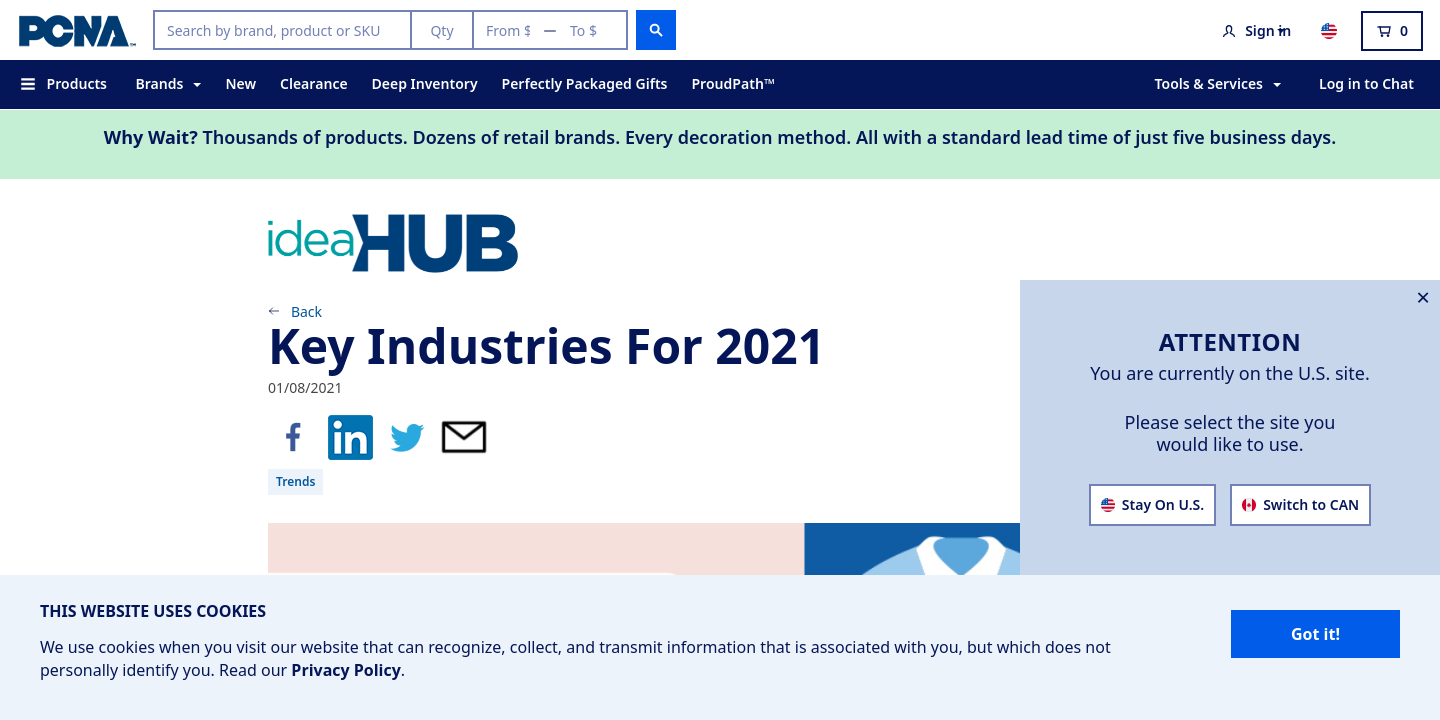 PCNA™ Search by brand, product or SKU Qty From $ — To $ Sign in 0
Products Brands New Clearance Deep Inventory Perfectly Packaged Gifts ProudPath™ Tools & Services Log in to Chat
Why Wait? Thousands of products. Dozens of retail brands. Every decoration method. All with a standard lead time of just five business days.
ideaHUB
Back
Key Industries For 2021
01/08/2021
Trends
ATTENTION
You are currently on the U.S. site.
Please select the site you
would like to use.
Stay On U.S. Switch to CAN
THIS WEBSITE USES COOKIES
We use cookies when you visit our website that can recognize, collect, and transmit information that is associated with you, but which does not
personally identify you. Read our Privacy Policy.
Got it!